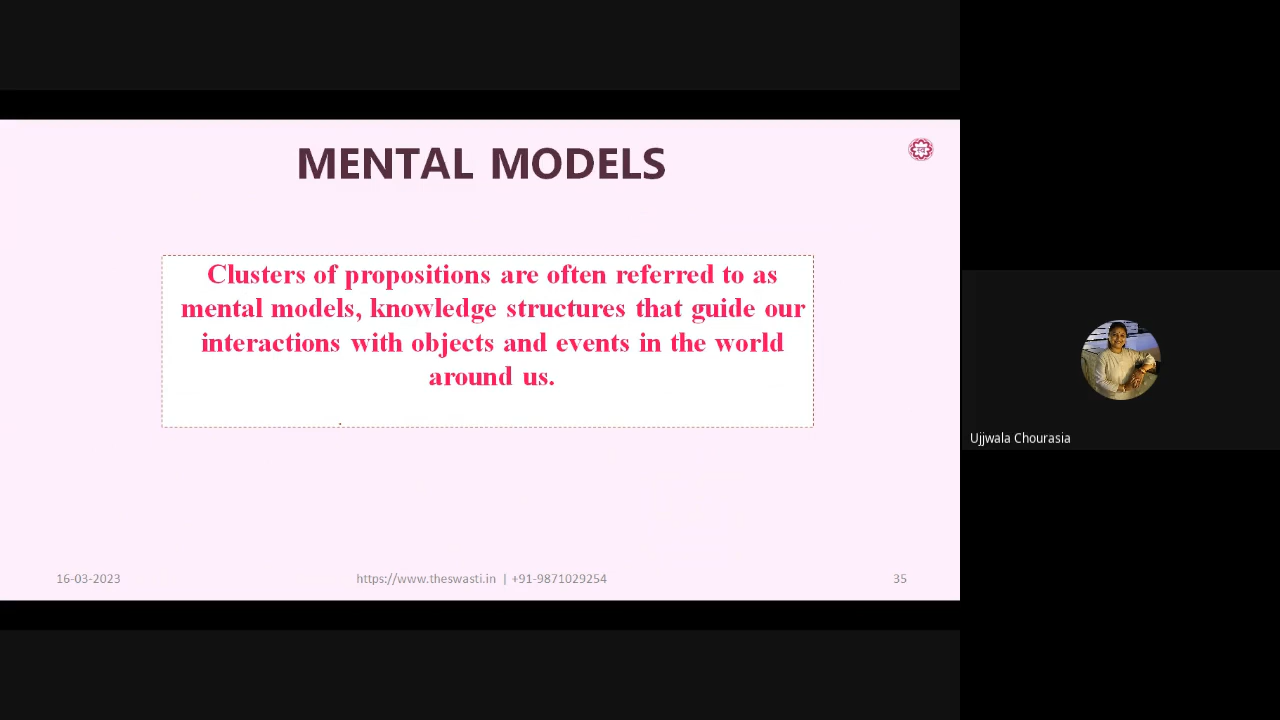 MENTAL MODELS
Clusters of propositions are often referred to as
mental models, knowledge structures that guide our
interactions with objects and events in the world
around us.
Ujjwala Chourasia
16-03-2023
https://www.theswasti.in | +91-9871029254
35